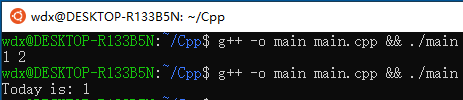 wdx@DESKTOP-R133B5N: ~/Cpp
wdx@DESKTOP-R133B5N:~/Cpp$ g++ -o main main.cpp && ./main
1 2
wdx@DESKTOP-R133B5N:~/Cpp$ g++ -o main main.cpp && ./main
Today is: 1